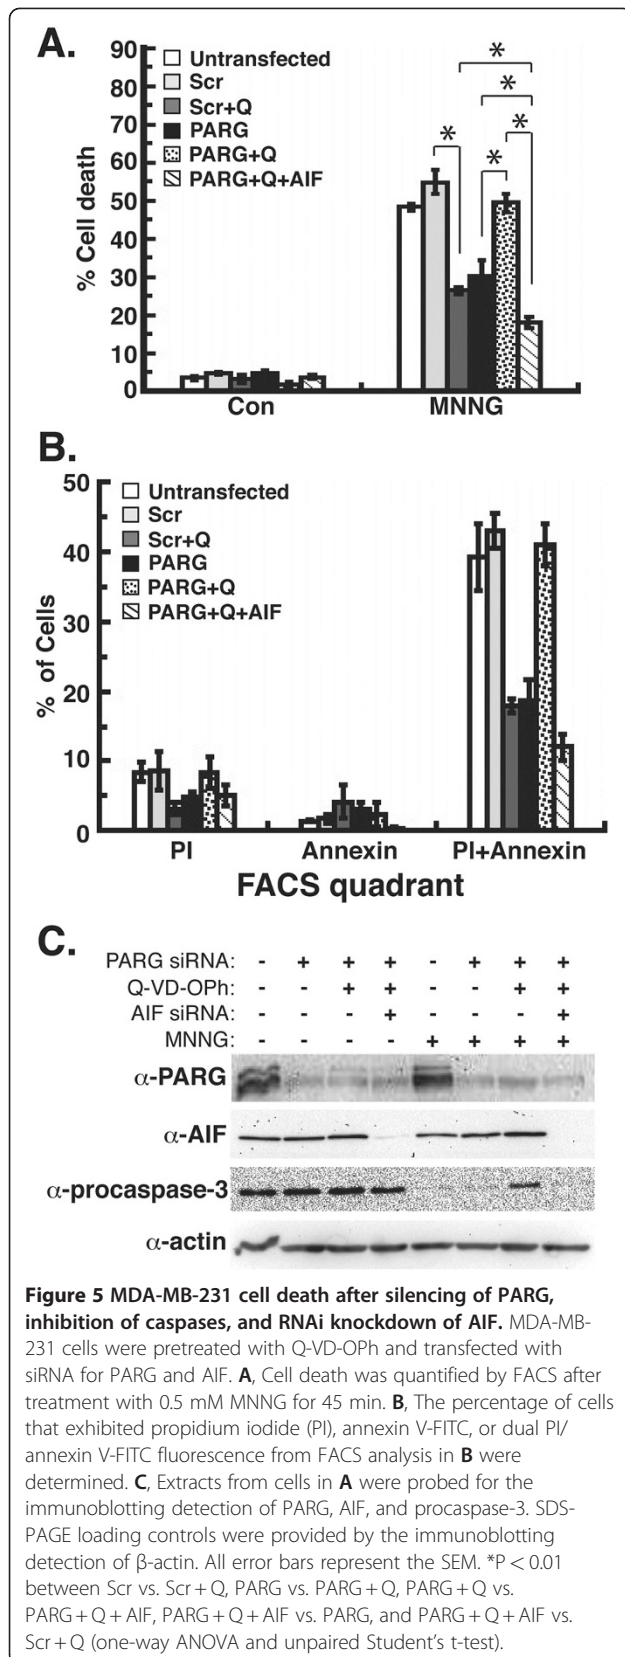 A.
90
80
70
60
50
40
30
20
10
0
% Cell death
Untransfected
Scr
Scr+Q
PARG
PARG+Q
PARG+Q+AIF
* * * * *
Con MNNG
B.
50
40
30
20
10
0
% of Cells
Untransfected
Scr
Scr+Q
PARG
PARG+Q
PARG+Q+AIF
PI Annexin PI+Annexin
FACS quadrant
C.
PARG siRNA: - + + + - + + +
Q-VD-OPh: - - + + - - + +
AIF siRNA: - - - + - - - +
MNNG: - - - - + + + +
α-PARG
α-AIF
α-procaspase-3
α-actin
Figure 5 MDA-MB-231 cell death after silencing of PARG,
inhibition of caspases, and RNAi knockdown of AIF. MDA-MB-
231 cells were pretreated with Q-VD-OPh and transfected with
siRNA for PARG and AIF. A, Cell death was quantified by FACS after
treatment with 0.5 mM MNNG for 45 min. B, The percentage of cells
that exhibited propidium iodide (PI), annexin V-FITC, or dual PI/
annexin V-FITC fluorescence from FACS analysis in B were
determined. C, Extracts from cells in A were probed for the
immunoblotting detection of PARG, AIF, and procaspase-3. SDS-
PAGE loading controls were provided by the immunoblotting
detection of β-actin. All error bars represent the SEM. *P < 0.01
between Scr vs. Scr + Q, PARG vs. PARG + Q, PARG + Q vs.
PARG + Q + AIF, PARG + Q + AIF vs. PARG, and PARG + Q + AIF vs.
Scr + Q (one-way ANOVA and unpaired Student's t-test).